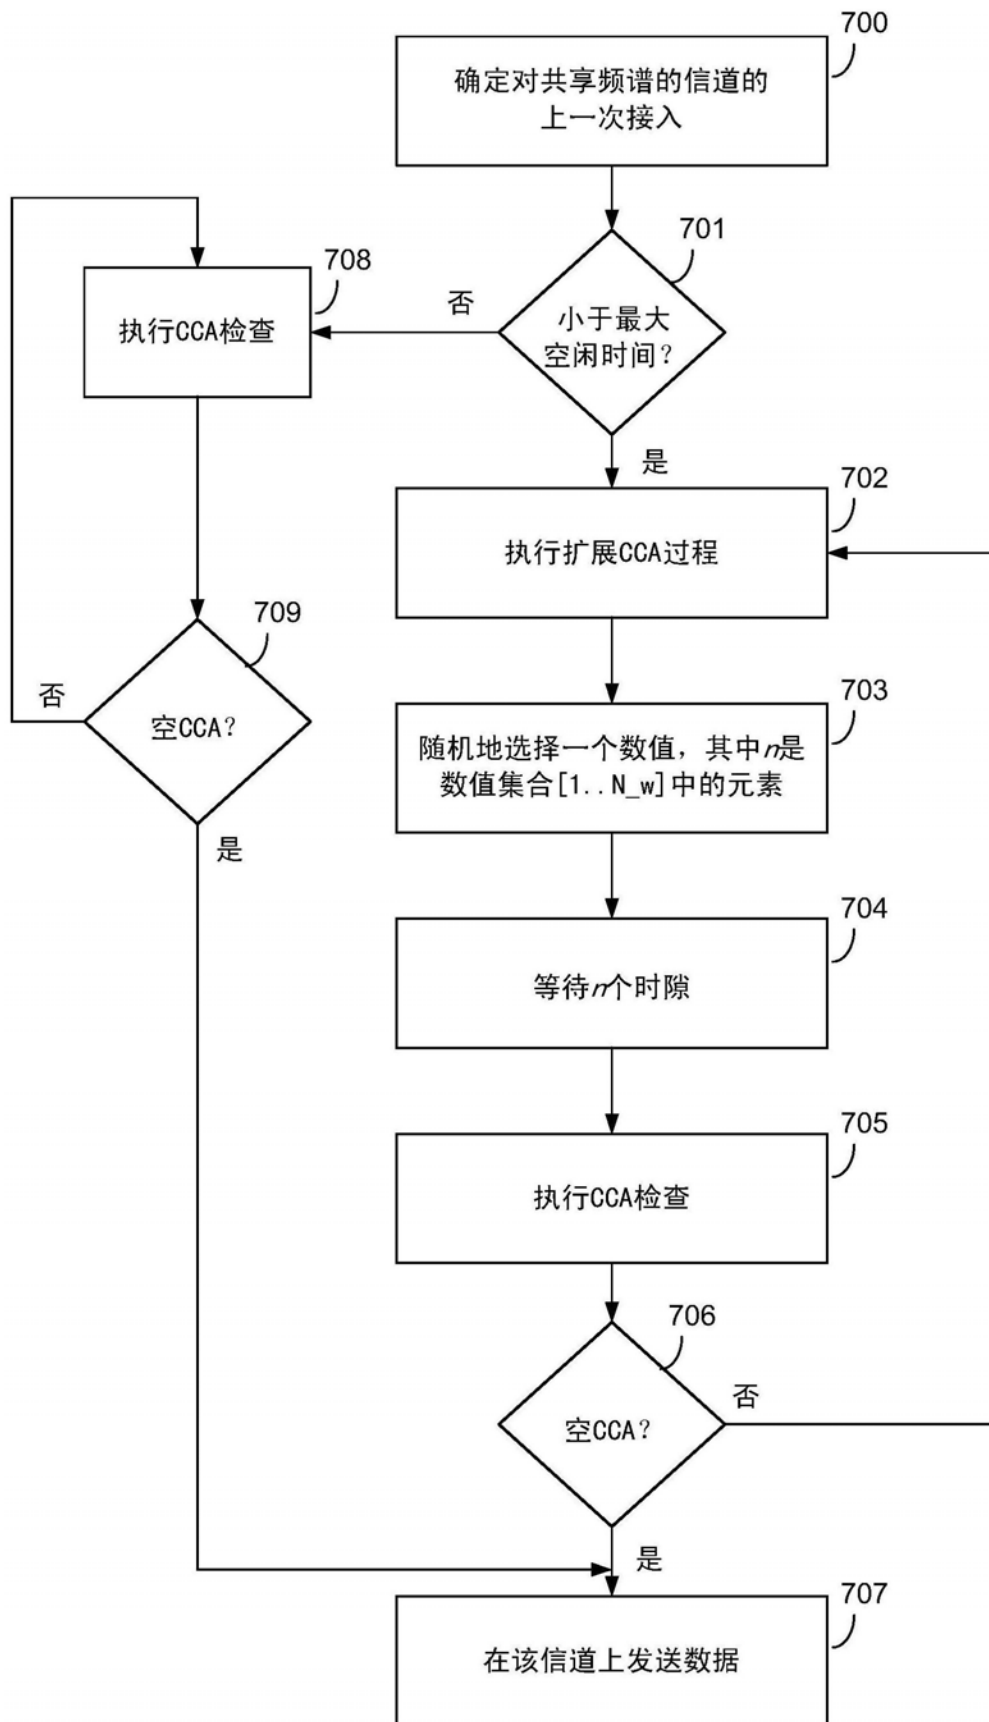 700
确定对共享频谱的信道的
上一次接入
701
小于最大
空闲时间？
否
是
708
执行CCA检查
709
空CCA？
否
是
702
执行扩展CCA过程
703
随机地选择一个数值，其中n是
数值集合[1..N_w]中的元素
704
等待n个时隙
705
执行CCA检查
706
空CCA？
否
是
707
在该信道上发送数据